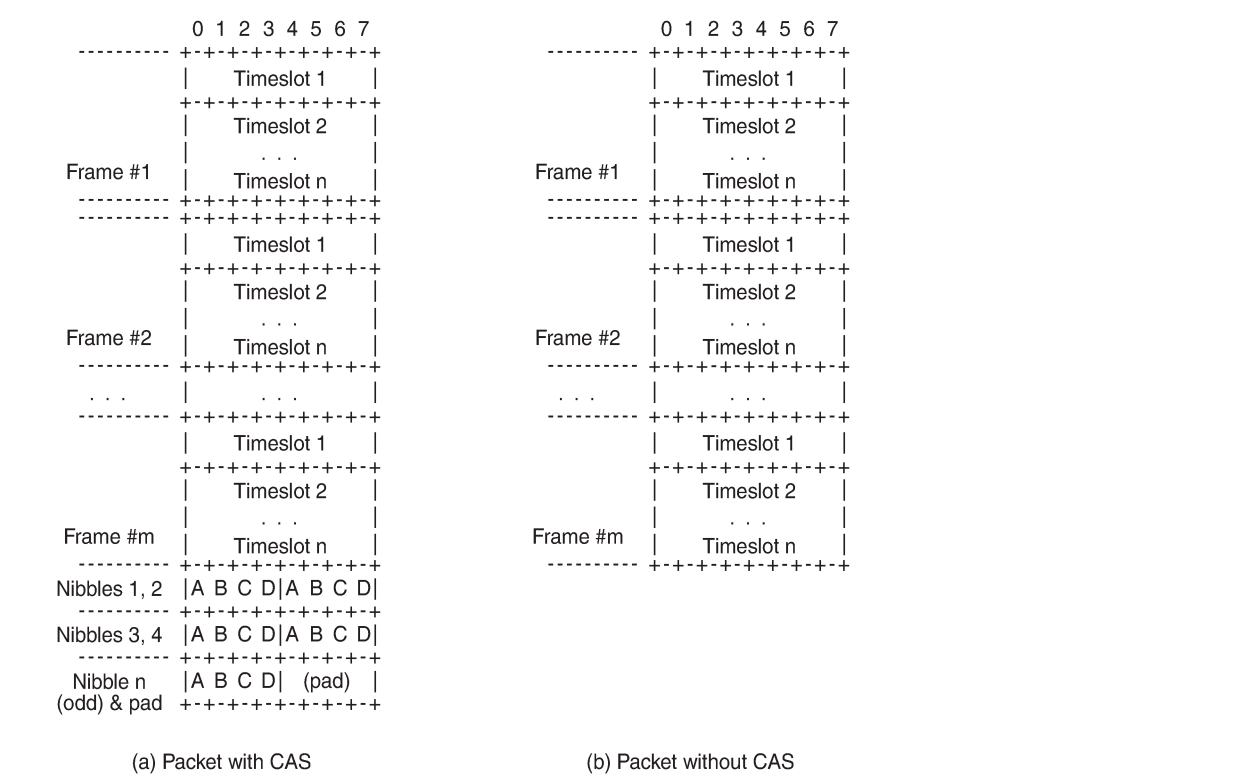 0 1 2 3 4 5 6 7 0 1 2 3 4 5 6 7
---------- +-+-+-+-+-+-+-+-+ ---------- +-+-+-+-+-+-+-+-+
| Timeslot 1 | | Timeslot 1 |
+-+-+-+-+-+-+-+-+ +-+-+-+-+-+-+-+-+
| Timeslot 2 | | Timeslot 2 |
| . . . | | . . . |
Frame #1 | Timeslot n | Frame #1 | Timeslot n |
---------- +-+-+-+-+-+-+-+-+ ---------- +-+-+-+-+-+-+-+-+
---------- +-+-+-+-+-+-+-+-+ ---------- +-+-+-+-+-+-+-+-+
| Timeslot 1 | | Timeslot 1 |
+-+-+-+-+-+-+-+-+ +-+-+-+-+-+-+-+-+
| Timeslot 2 | | Timeslot 2 |
| . . . | | . . . |
Frame #2 | Timeslot n | Frame #2 | Timeslot n |
---------- +-+-+-+-+-+-+-+-+ ---------- +-+-+-+-+-+-+-+-+
. . . | . . . | . . . | . . . |
---------- +-+-+-+-+-+-+-+-+ ---------- +-+-+-+-+-+-+-+-+
| Timeslot 1 | | Timeslot 1 |
+-+-+-+-+-+-+-+-+ +-+-+-+-+-+-+-+-+
| Timeslot 2 | | Timeslot 2 |
| . . . | | . . . |
Frame #m | Timeslot n | Frame #m | Timeslot n |
---------- +-+-+-+-+-+-+-+-+ ---------- +-+-+-+-+-+-+-+-+
Nibbles 1, 2 |A B C D|A B C D|
---------- +-+-+-+-+-+-+-+-+
Nibbles 3, 4 |A B C D|A B C D|
---------- +-+-+-+-+-+-+-+-+
Nibble n |A B C D| (pad) |
(odd) & pad +-+-+-+-+-+-+-+-+
(a) Packet with CAS (b) Packet without CAS